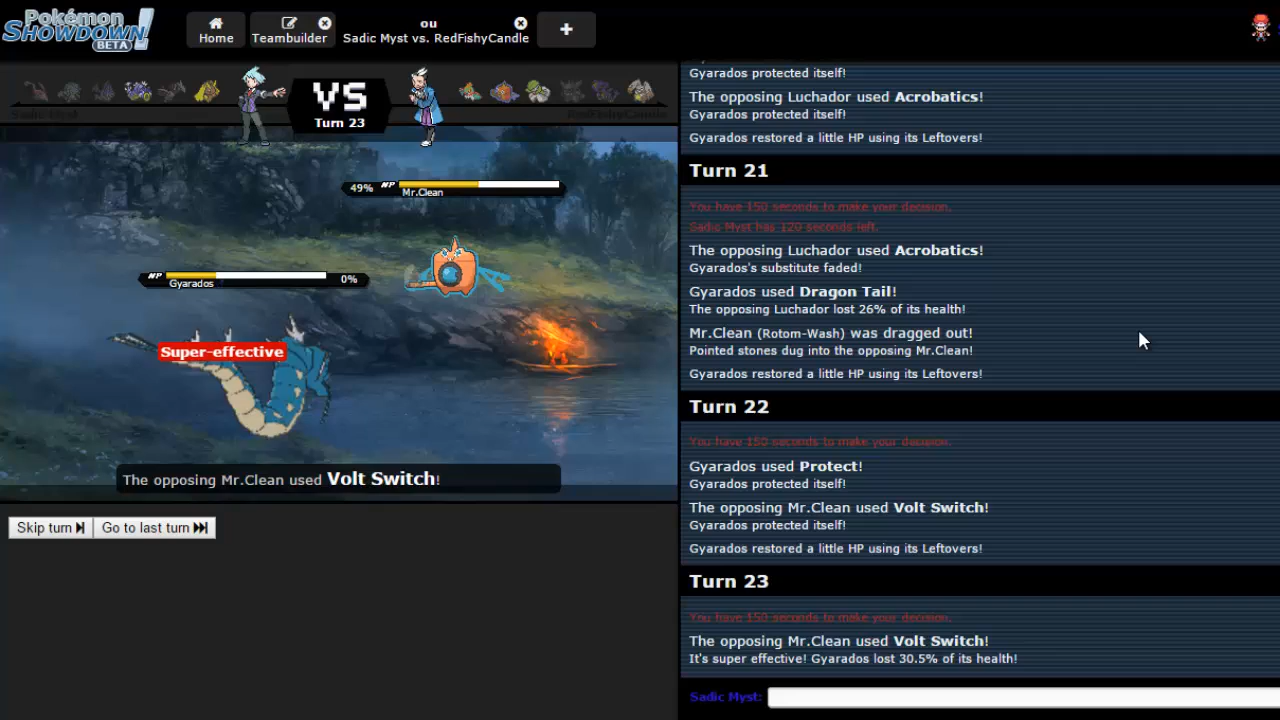 Pokémon
SHOWDOWN!
BETA
Home
Teambuilder
ou
Sadic Myst vs. RedFishyCandle
+
VS
Turn 23
Sadic Myst
RedFishyCandle
49%
NP
Mr.Clean
NP
Gyarados
0%
Super-effective
The opposing Mr.Clean used Volt Switch!
Skip turn
Go to last turn
Gyarados protected itself!
The opposing Luchador used Acrobatics!
Gyarados protected itself!
Gyarados restored a little HP using its Leftovers!
Turn 21
You have 150 seconds to make your decision.
Sadic Myst has 120 seconds left.
The opposing Luchador used Acrobatics!
Gyarados's substitute faded!
Gyarados used Dragon Tail!
The opposing Luchador lost 26% of its health!
Mr.Clean (Rotom-Wash) was dragged out!
Pointed stones dug into the opposing Mr.Clean!
Gyarados restored a little HP using its Leftovers!
Turn 22
You have 150 seconds to make your decision.
Gyarados used Protect!
Gyarados protected itself!
The opposing Mr.Clean used Volt Switch!
Gyarados protected itself!
Gyarados restored a little HP using its Leftovers!
Turn 23
You have 150 seconds to make your decision.
The opposing Mr.Clean used Volt Switch!
It's super effective! Gyarados lost 30.5% of its health!
Sadic Myst: